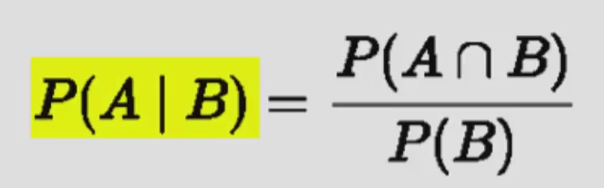 P(A | B) = P(A ∩ B) / P(B)